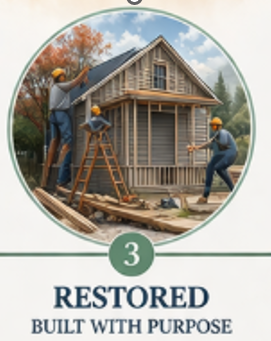 3
RESTORED
BUILT WITH PURPOSE